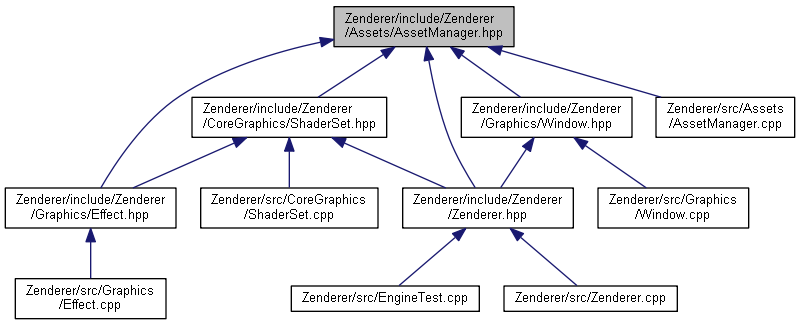 Zenderer/include/Zenderer
/Assets/AssetManager.hpp
Zenderer/include/Zenderer
/CoreGraphics/ShaderSet.hpp
Zenderer/include/Zenderer
/Graphics/Window.hpp
Zenderer/src/Assets
/AssetManager.cpp
Zenderer/include/Zenderer
/Graphics/Effect.hpp
Zenderer/src/CoreGraphics
/ShaderSet.cpp
Zenderer/include/Zenderer
/Zenderer.hpp
Zenderer/src/Graphics
/Window.cpp
Zenderer/src/Graphics
/Effect.cpp
Zenderer/src/EngineTest.cpp
Zenderer/src/Zenderer.cpp